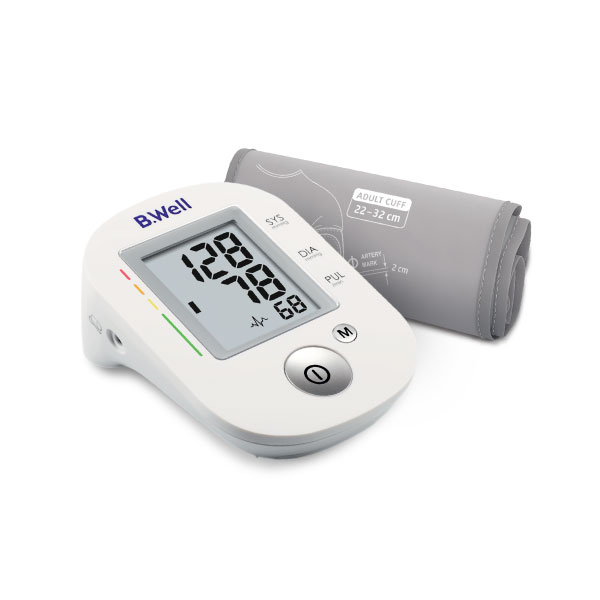 B.Well
SYS
mmHg
128
DIA
mmHg
78
PUL
/min
68
M
ADULT CUFF
22-32 cm
ARTERY
MARK
2 cm